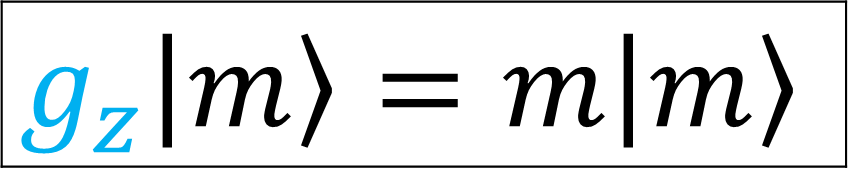 g_z|m⟩ = m|m⟩